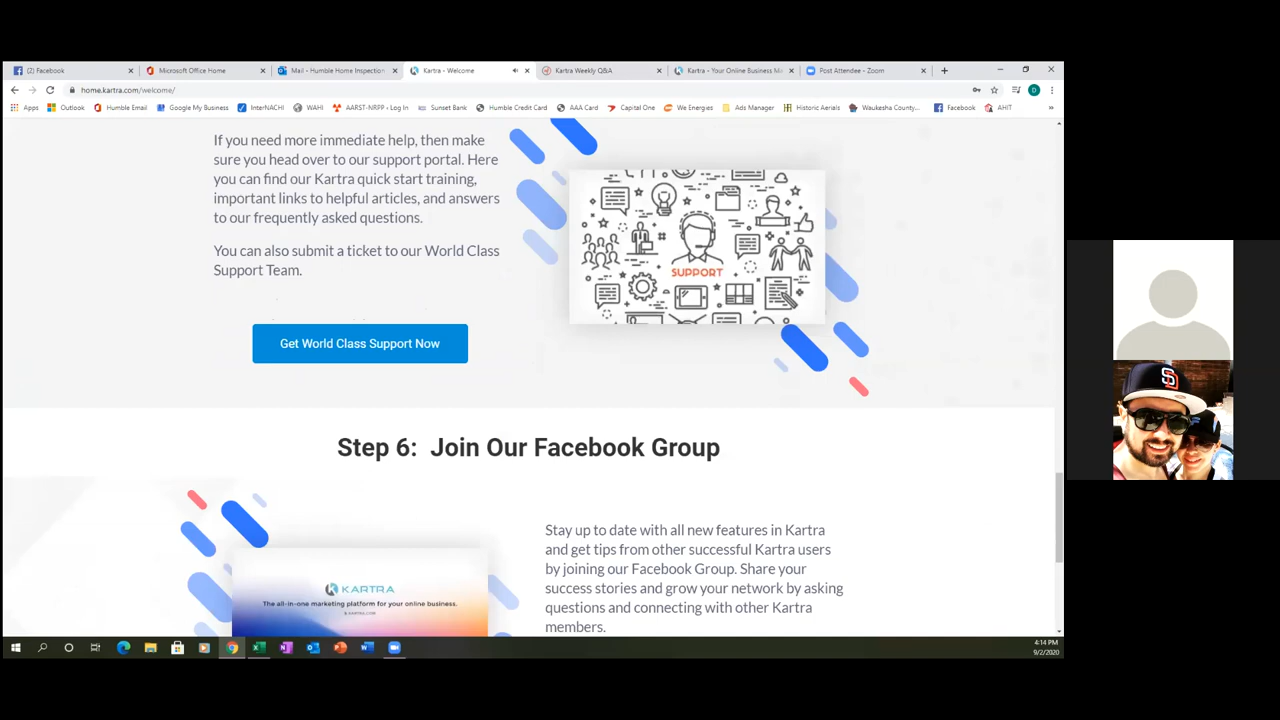 (2) Facebook
Microsoft Office Home
Mail - Humble Home Inspection
Kartra - Welcome
Kartra Weekly Q&A
Kartra - Your Online Business Ma
Post Attendee - Zoom
home.kartra.com/welcome/
D
Apps
Outlook
Humble Email
Google My Business
InterNACHI
WAHI
AARST-NRPP • Log In
Sunset Bank
Humble Credit Card
AAA Card
Capital One
We Energies
Ads Manager
Historic Aerials
Waukesha County...
Facebook
AHIT
If you need more immediate help, then make
sure you head over to our support portal. Here
you can find our Kartra quick start training,
important links to helpful articles, and answers
to our frequently asked questions.
You can also submit a ticket to our World Class
Support Team.
Get World Class Support Now
SUPPORT
Step 6: Join Our Facebook Group
KARTRA
The all-in-one marketing platform for your online business.
Stay up to date with all new features in Kartra
and get tips from other successful Kartra users
by joining our Facebook Group. Share your
success stories and grow your network by asking
questions and connecting with other Kartra
members.
4:14 PM
9/2/2020
SD